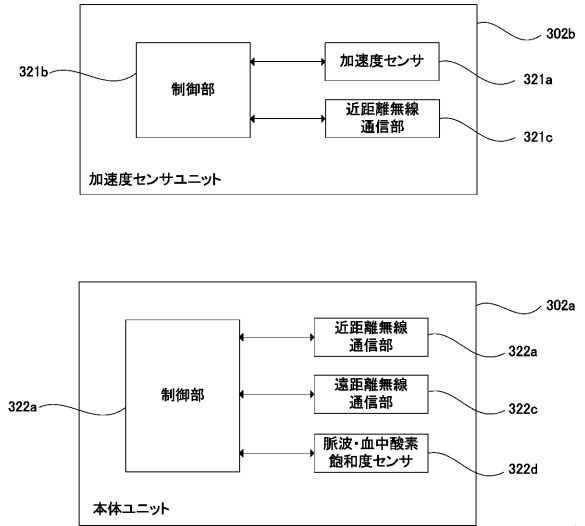 302b
321b
制御部
加速度センサ
321a
近距離無線
通信部
321c
加速度センサユニット
302a
322a
制御部
近距離無線
通信部
322a
遠距離無線
通信部
322c
脈波・血中酸素
飽和度センサ
322d
本体ユニット